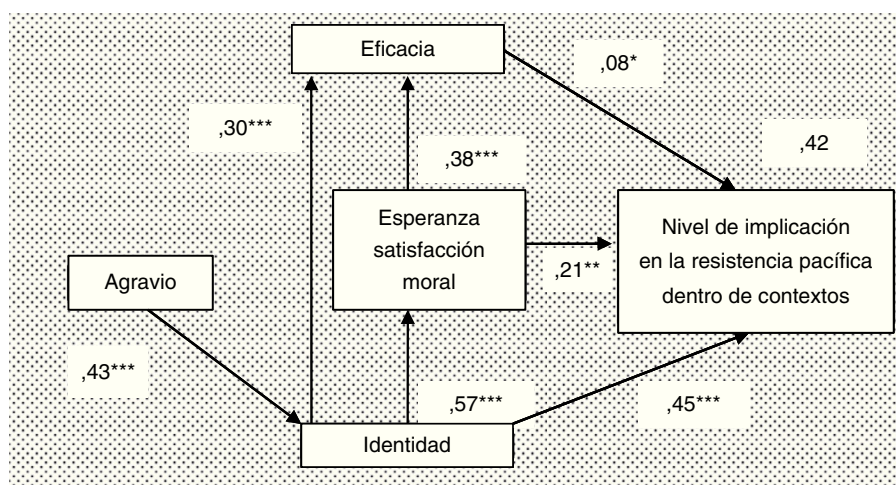 Eficacia
,08*
,30***
,42
,38***
Esperanza
satisfacción
moral
Nivel de implicación
en la resistencia pacífica
dentro de contextos
,21**
Agravio
,43***
,57***
,45***
Identidad